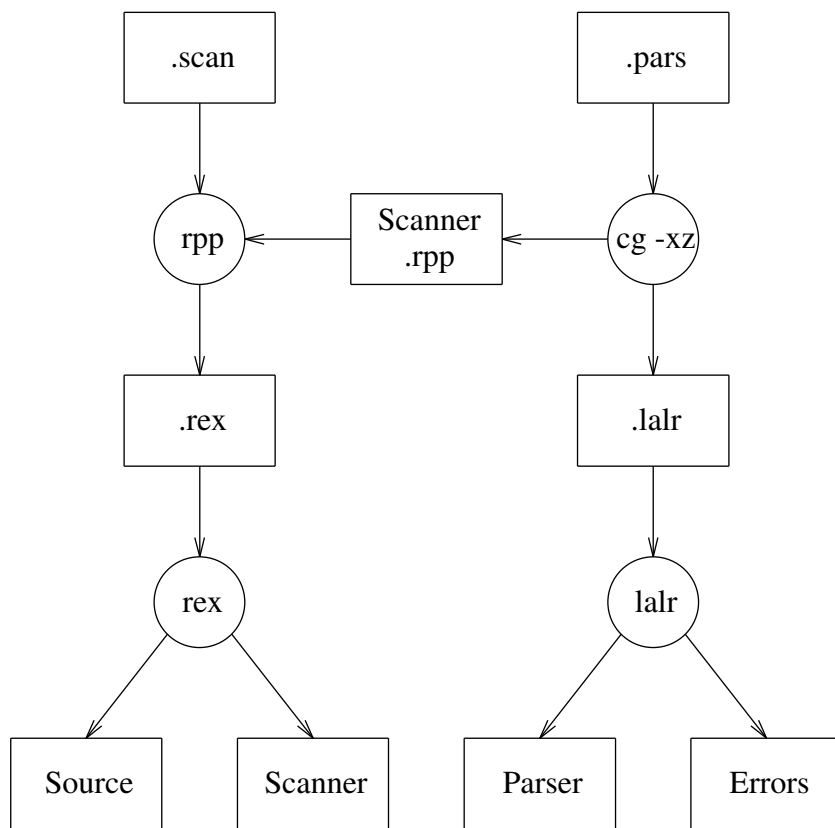 .scan
.pars
rpp
Scanner
.rpp
cg -xz
.rex
.lalr
rex
lalr
Source
Scanner
Parser
Errors